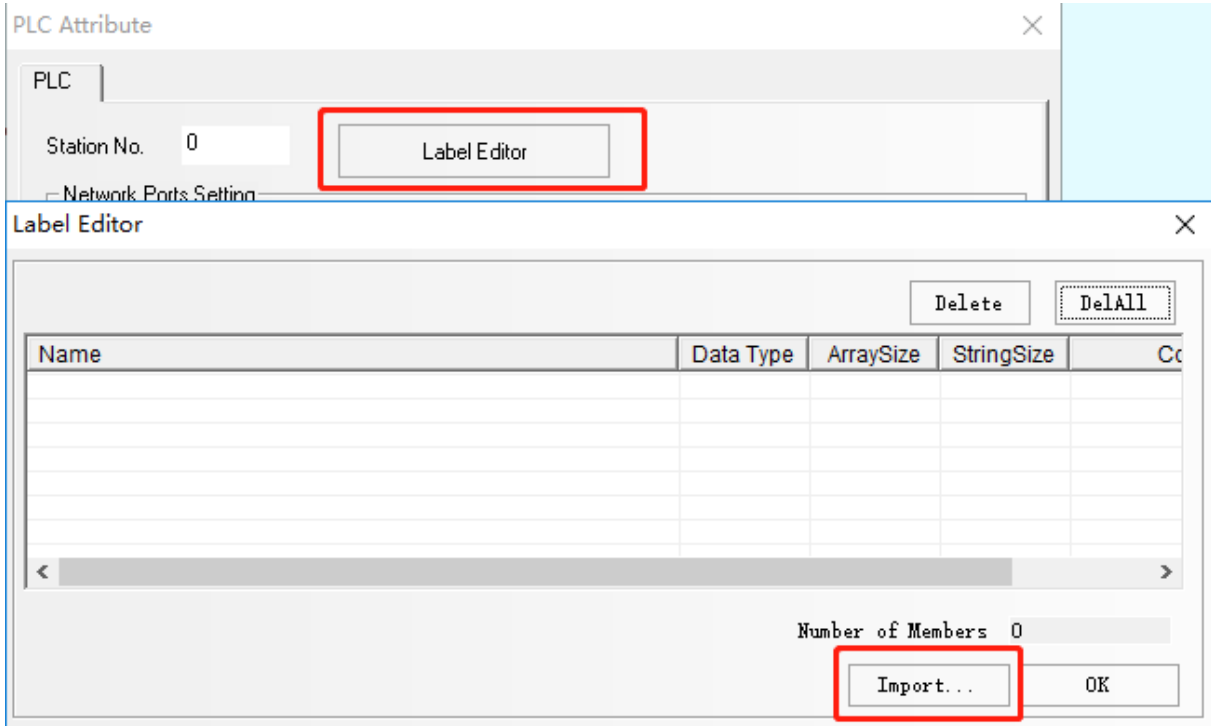 PLC Attribute
PLC
Station No. 0 Label Editor
Network Ports Setting
Label Editor
Delete DelAll
Name Data Type ArraySize StringSize Co
Number of Members 0
Import... OK